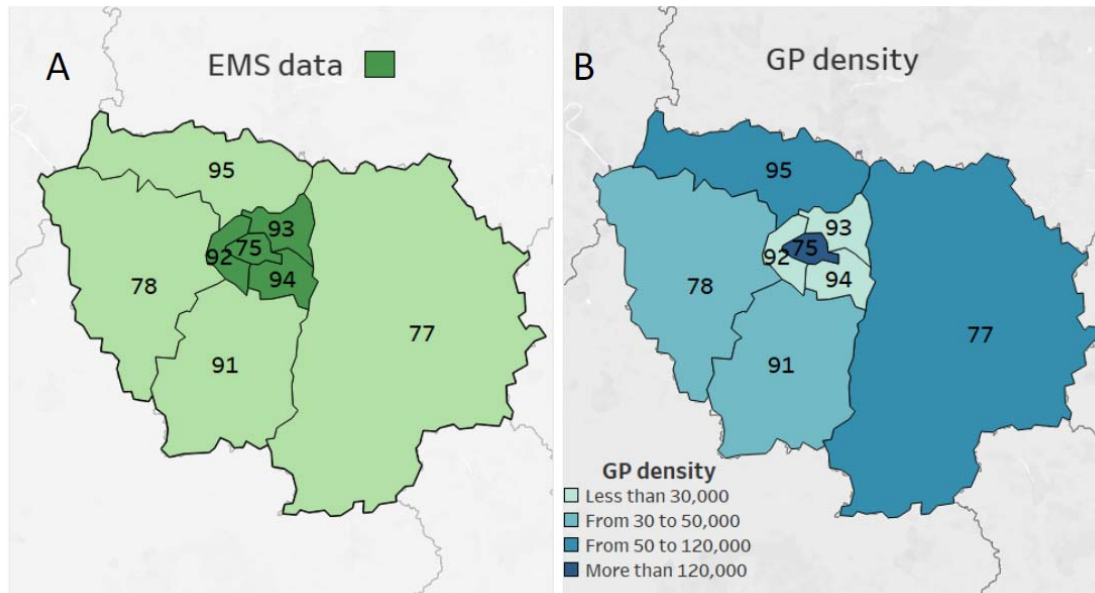 A
EMS data
95
93
75
92
94
78
77
91
B
GP density
95
93
75
92
94
78
77
91
GP density
Less than 30,000
From 30 to 50,000
From 50 to 120,000
More than 120,000